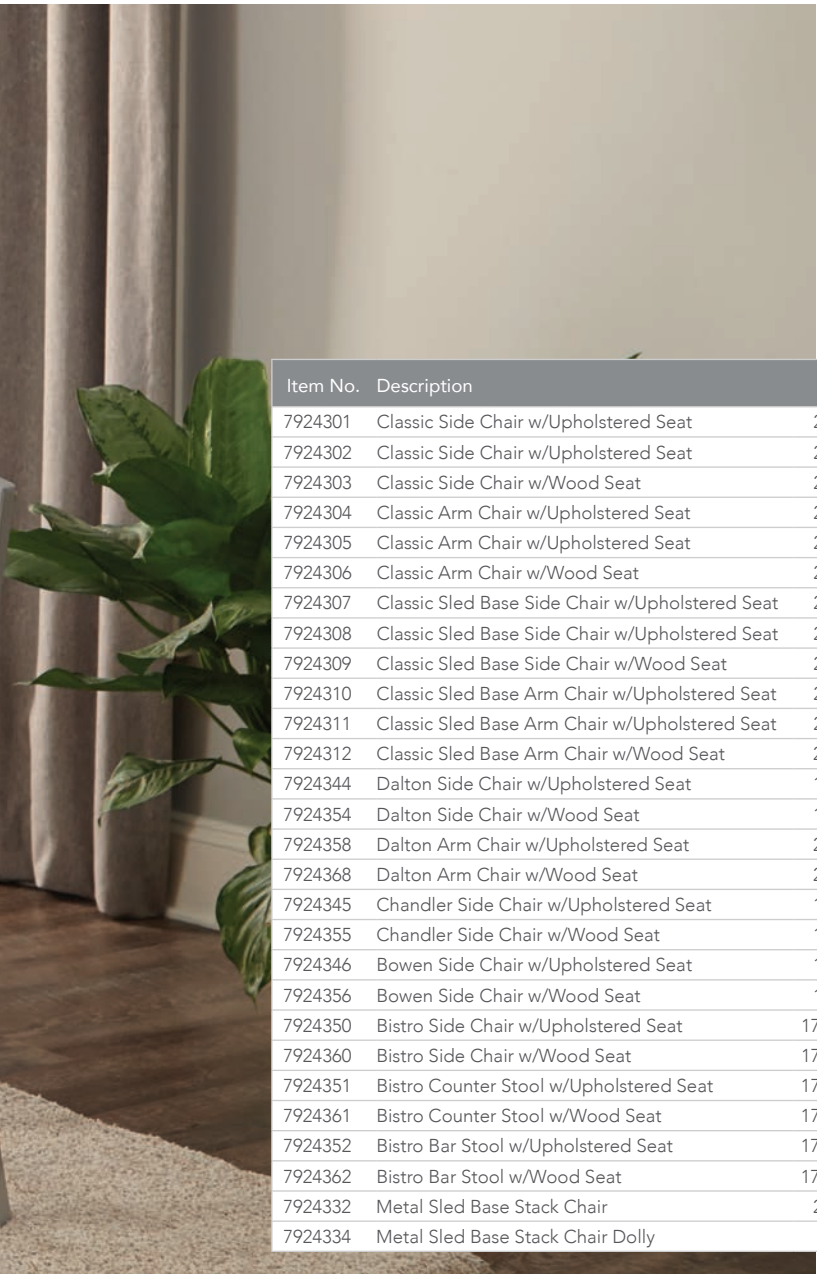 Item No. Description
7924301 Classic Side Chair w/Upholstered Seat
7924302 Classic Side Chair w/Upholstered Seat
7924303 Classic Side Chair w/Wood Seat
7924304 Classic Arm Chair w/Upholstered Seat
7924305 Classic Arm Chair w/Upholstered Seat
7924306 Classic Arm Chair w/Wood Seat
7924307 Classic Sled Base Side Chair w/Upholstered Seat
7924308 Classic Sled Base Side Chair w/Upholstered Seat
7924309 Classic Sled Base Side Chair w/Wood Seat
7924310 Classic Sled Base Arm Chair w/Upholstered Seat
7924311 Classic Sled Base Arm Chair w/Upholstered Seat
7924312 Classic Sled Base Arm Chair w/Wood Seat
7924344 Dalton Side Chair w/Upholstered Seat
7924354 Dalton Side Chair w/Wood Seat
7924358 Dalton Arm Chair w/Upholstered Seat
7924368 Dalton Arm Chair w/Wood Seat
7924345 Chandler Side Chair w/Upholstered Seat
7924355 Chandler Side Chair w/Wood Seat
7924346 Bowen Side Chair w/Upholstered Seat
7924356 Bowen Side Chair w/Wood Seat
7924350 Bistro Side Chair w/Upholstered Seat 17
7924360 Bistro Side Chair w/Wood Seat 17
7924351 Bistro Counter Stool w/Upholstered Seat 17
7924361 Bistro Counter Stool w/Wood Seat 17
7924352 Bistro Bar Stool w/Upholstered Seat 17
7924362 Bistro Bar Stool w/Wood Seat 17
7924332 Metal Sled Base Stack Chair
7924334 Metal Sled Base Stack Chair Dolly